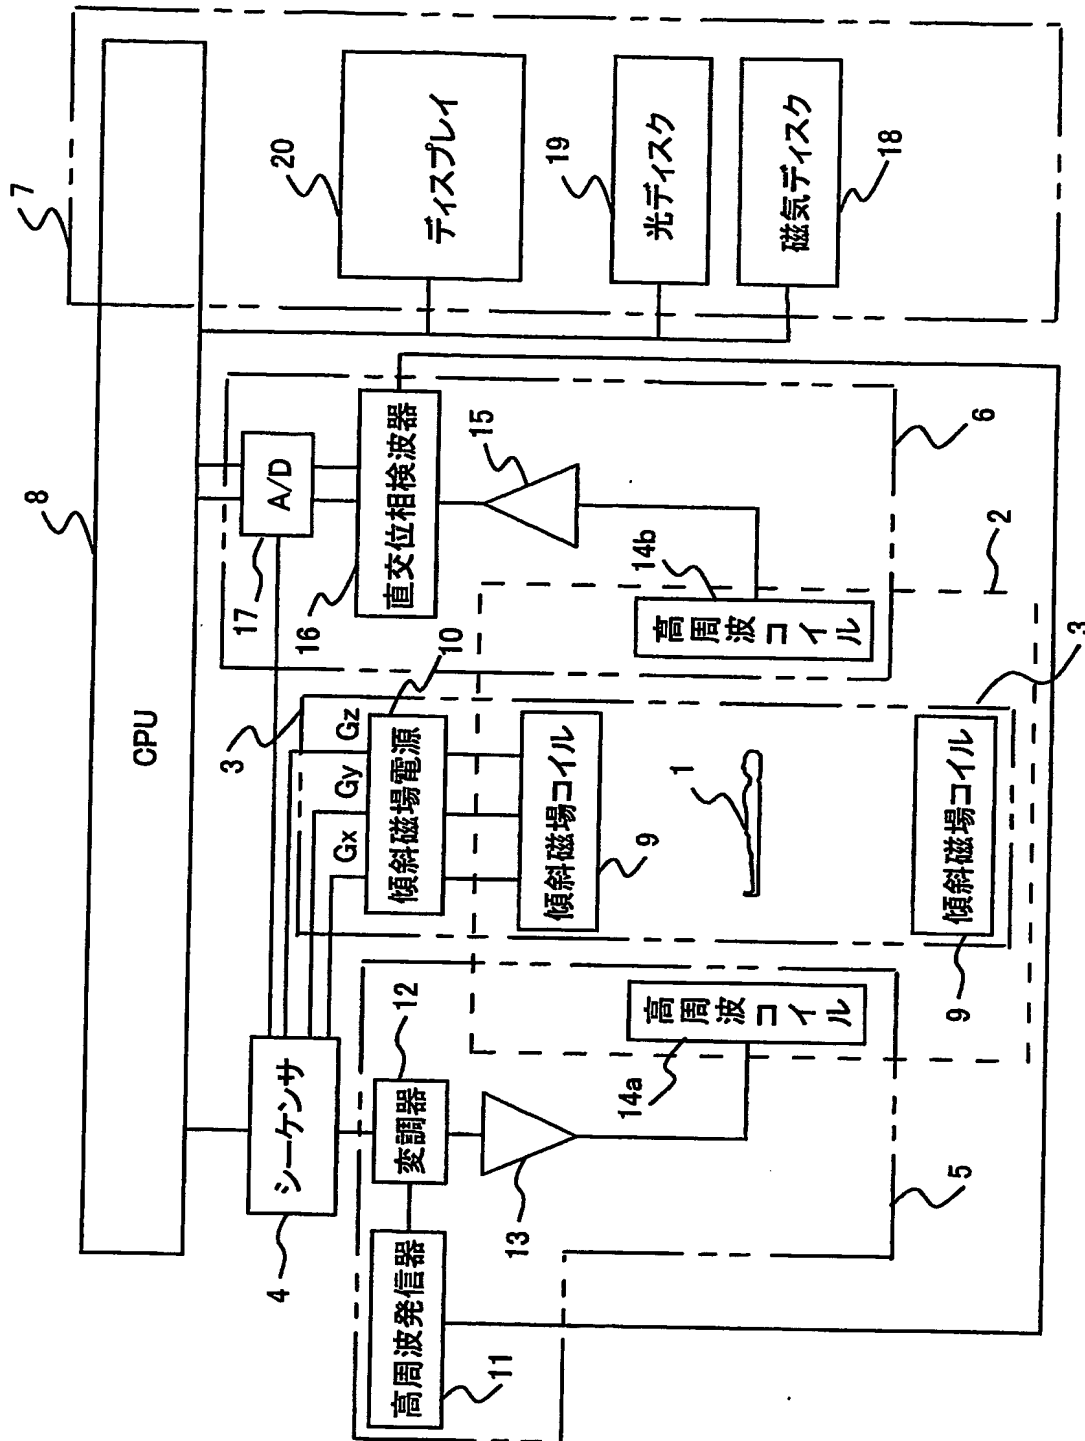 8
CPU
7
シーケンサ
4
17
A/D
3
Gx
Gy
Gz
10
高周波発信器
11
変調器
12
傾斜磁場電源
16
直交位相検波器
20
ディスプレイ
13
15
傾斜磁場コイル
9
14a
高周波コイル
1
14b
高周波コイル
19
光ディスク
18
磁気ディスク
5
6
2
9
傾斜磁場コイル
3